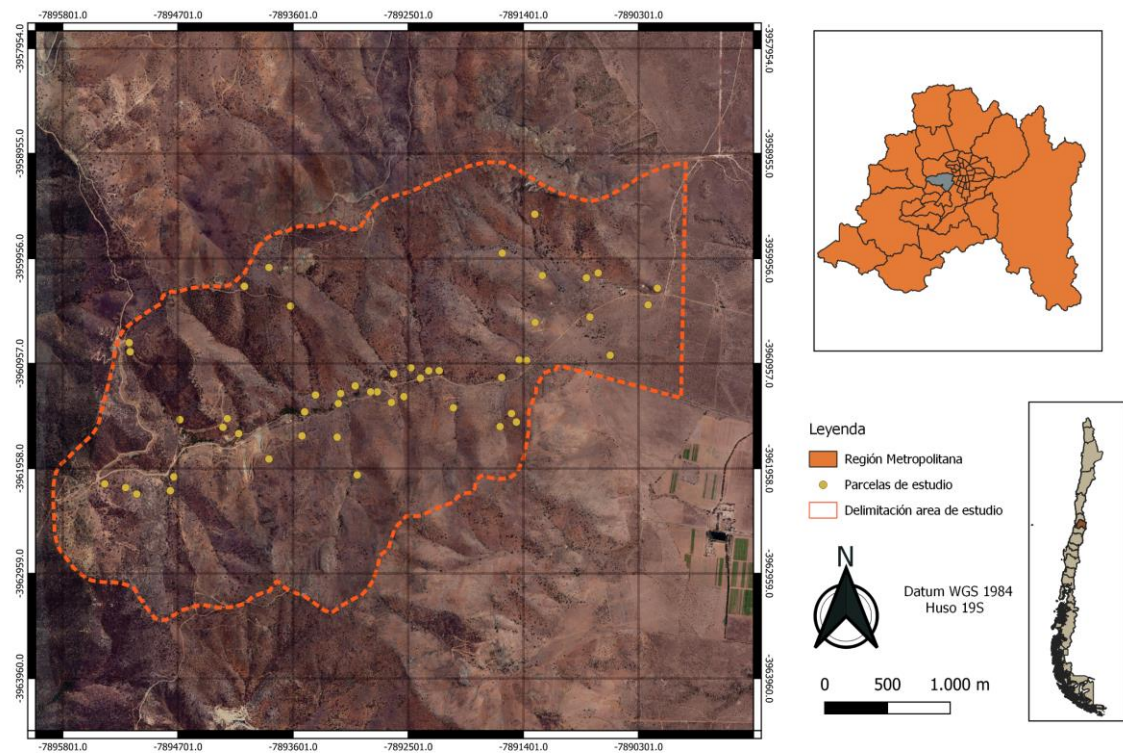 -7895801.0 -7894701.0 -7893601.0 -7892501.0 -7891401.0 -7890301.0
-3957954.0
-3957954.0
-3958955.0
-3958955.0
-3959956.0
-3959956.0
-3960957.0
-3960957.0
-3961958.0
-3961958.0
-3962959.0
-3962959.0
-3963960.0
-3963960.0
-7895801.0 -7894701.0 -7893601.0 -7892501.0 -7891401.0 -7890301.0
Leyenda
Región Metropolitana
Parcelas de estudio
Delimitación area de estudio
N
Datum WGS 1984
Huso 19S
0 500 1.000 m